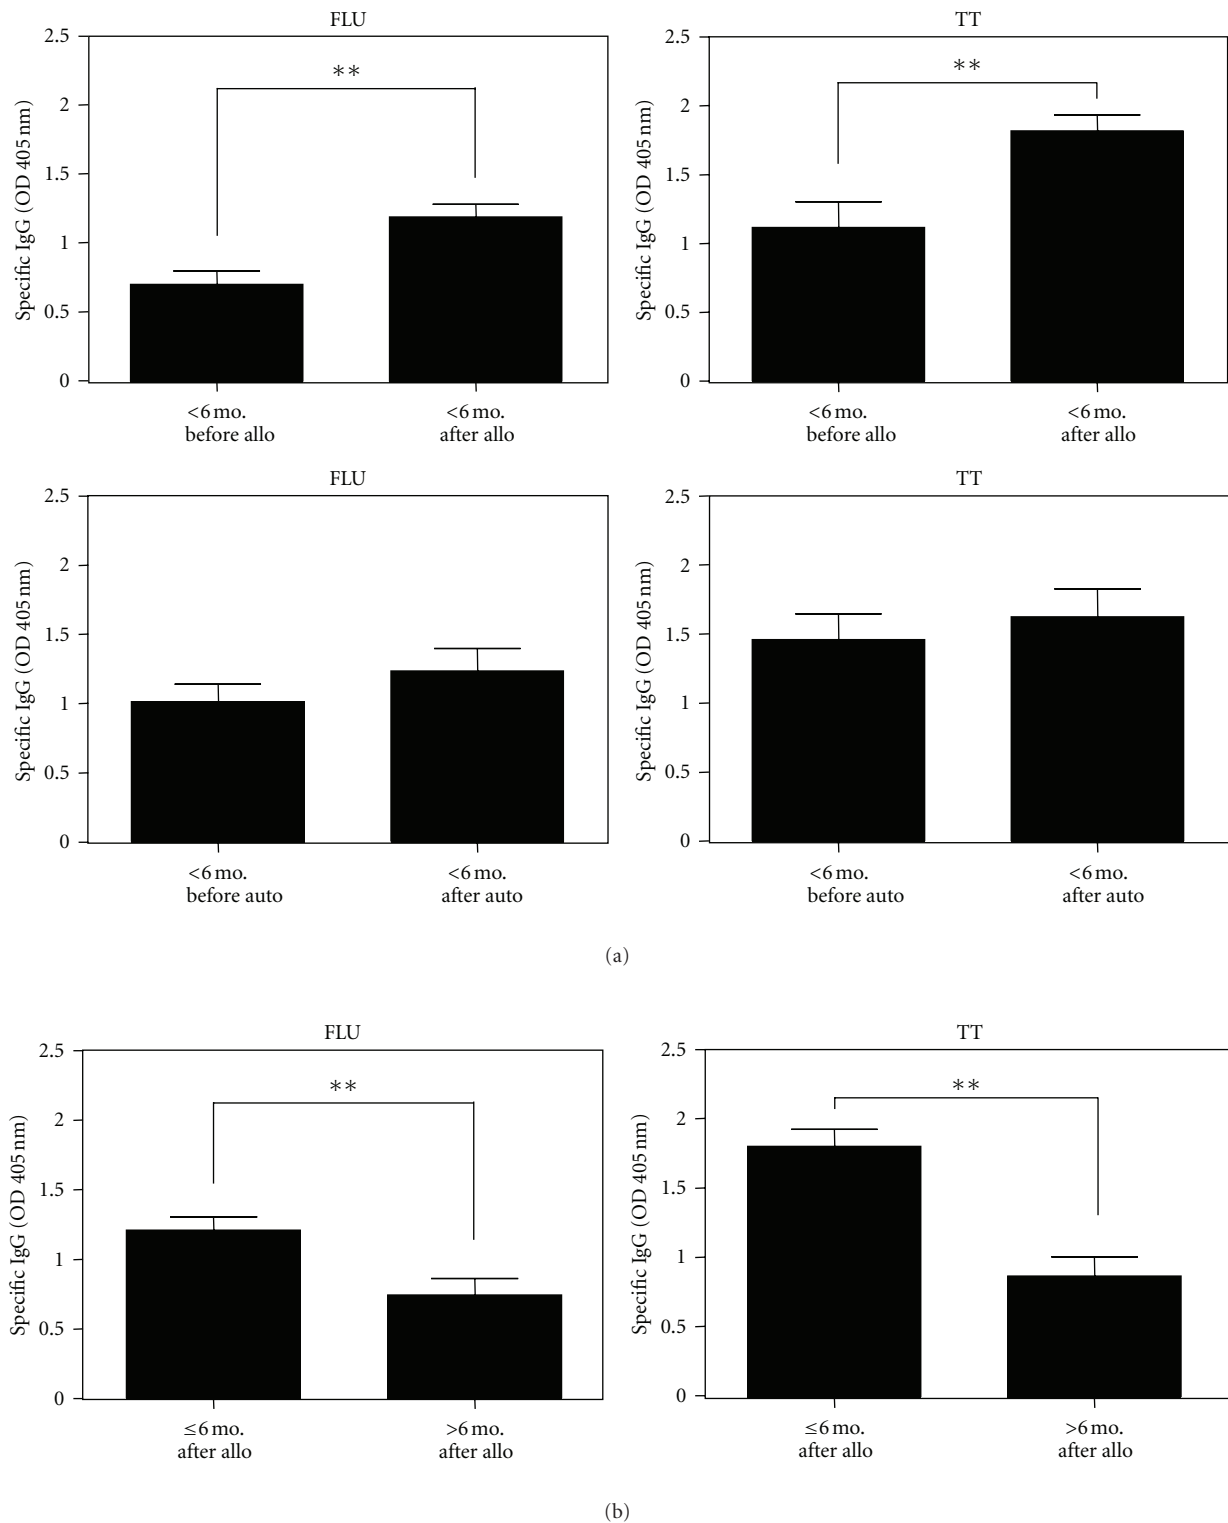 FLU
2.5
2
1.5
1
0.5
0
Specific IgG (OD 405 nm)
**
<6 mo.
before allo
<6 mo.
after allo
TT
2.5
2
1.5
1
0.5
0
Specific IgG (OD 405 nm)
**
<6 mo.
before allo
<6 mo.
after allo
FLU
2.5
2
1.5
1
0.5
0
Specific IgG (OD 405 nm)
<6 mo.
before auto
<6 mo.
after auto
TT
2.5
2
1.5
1
0.5
0
Specific IgG (OD 405 nm)
<6 mo.
before auto
<6 mo.
after auto
(a)
FLU
2.5
2
1.5
1
0.5
0
Specific IgG (OD 405 nm)
**
≤6 mo.
after allo
>6 mo.
after allo
TT
2.5
2
1.5
1
0.5
0
Specific IgG (OD 405 nm)
**
≤6 mo.
after allo
>6 mo.
after allo
(b)